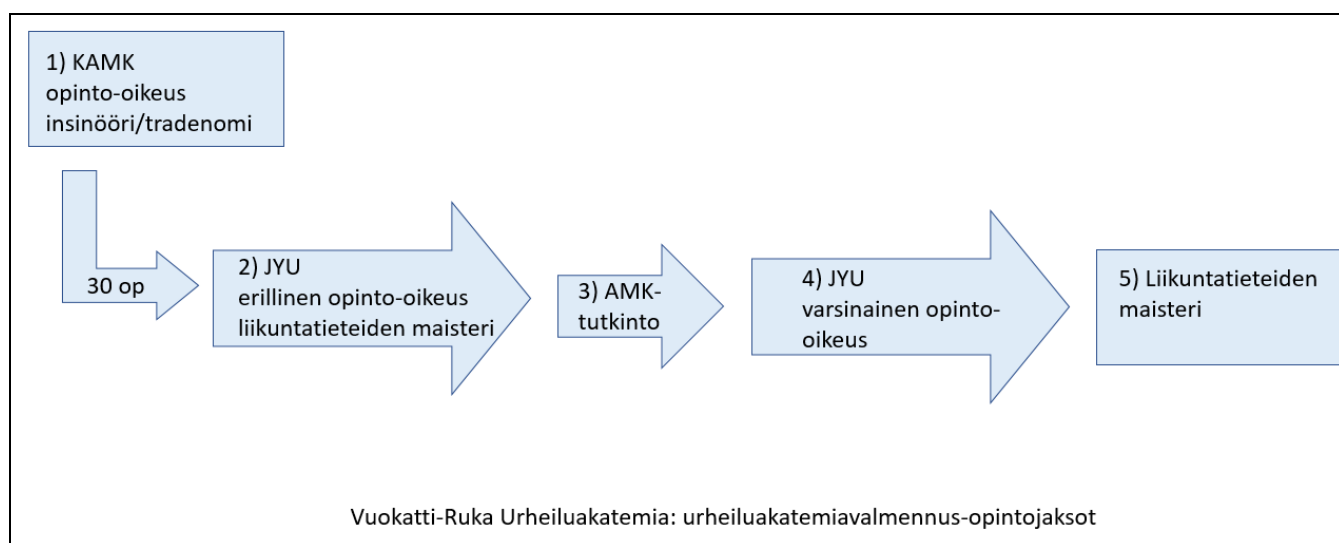 1) KAMK
opinto-oikeus
insinööri/tradenomi
30 op
2) JYU
erillinen opinto-oikeus
liikuntatieteiden maisteri
3) AMK-
tutkinto
4) JYU
varsinainen opinto-
oikeus
5) Liikuntatieteiden
maisteri
Vuokatti-Ruka Urheiluakatemia: urheiluakatemiavalmennus-opintojaksot